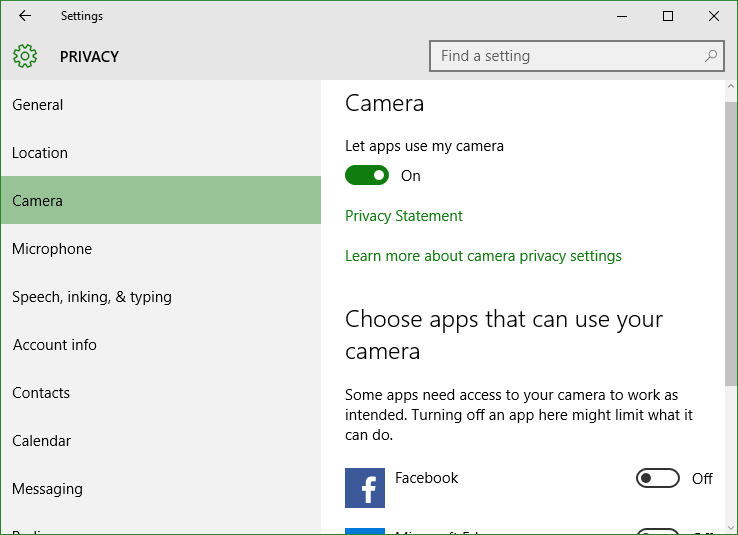 Settings
PRIVACY
Find a setting
General
Location
Camera
Microphone
Speech, inking, & typing
Account info
Contacts
Calendar
Messaging
Camera
Let apps use my camera
On
Privacy Statement
Learn more about camera privacy settings
Choose apps that can use your
camera
Some apps need access to your camera to work as
intended. Turning off an app here might limit what it
can do.
Facebook
Off